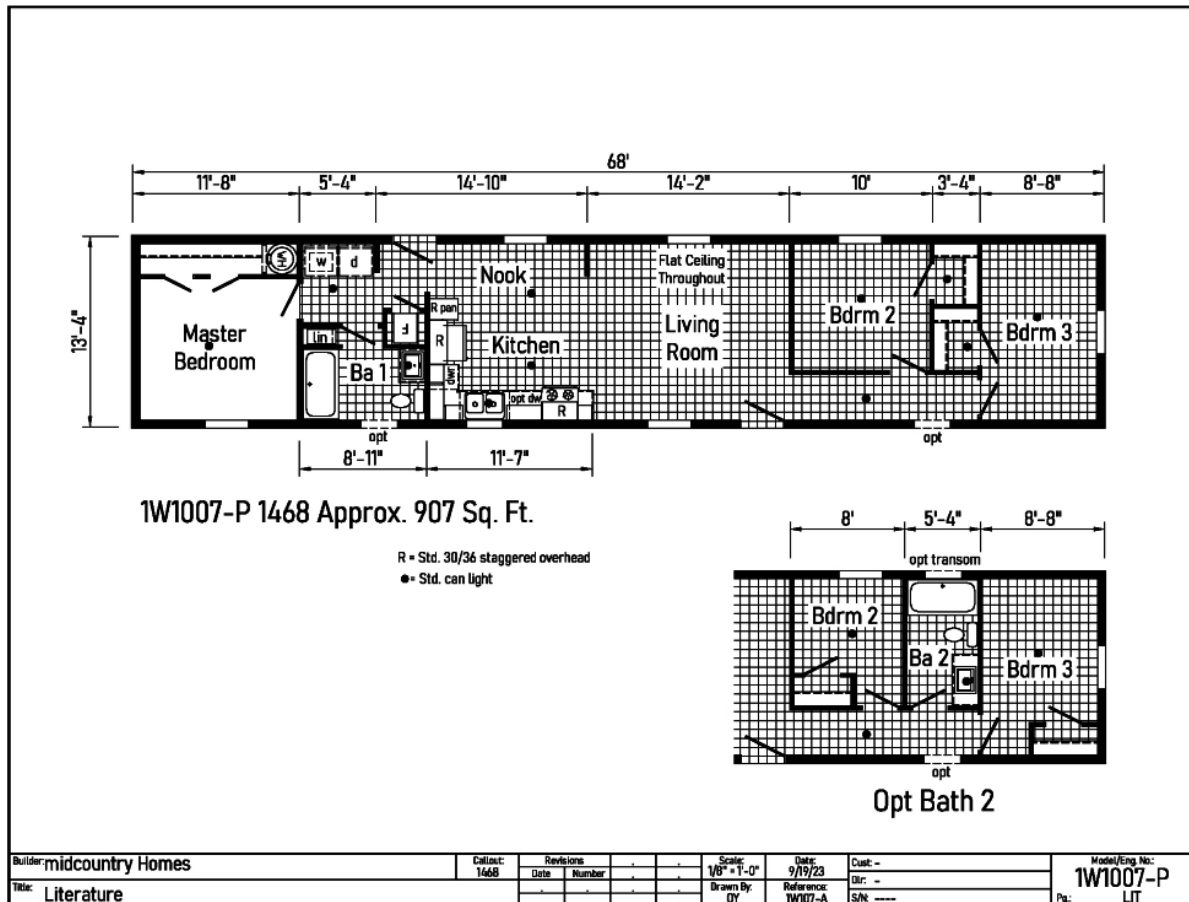 68'
11'-8" 5'-4" 14'-10" 14'-2" 10' 3'-4" 8'-8"
13'-4"
WH
w d
Nook
Flat Ceiling
Throughout
R pan
F
Master
Bedroom
lin
R
Kitchen
Living
Room
Bdrm 2
Bdrm 3
Ba 1
dwr
opt dw
R
opt
opt
8'-11" 11'-7"
1W1007-P 1468 Approx. 907 Sq. Ft.
R = Std. 30/36 staggered overhead
●= Std. can light
8' 5'-4" 8'-8"
opt transom
Bdrm 2
Ba 2
Bdrm 3
opt
Opt Bath 2
Builder: midcountry Homes
Title: Literature
Callout:
1468
Revisions
Date Number
Scale:
1/8" = 1'-0"
Drawn By:
DY
Date:
9/19/23
Reference:
1W107-A
Cust: -
Dlr: -
S/N: ----
Model/Eng. No.:
1W1007-P
Pg.: LIT